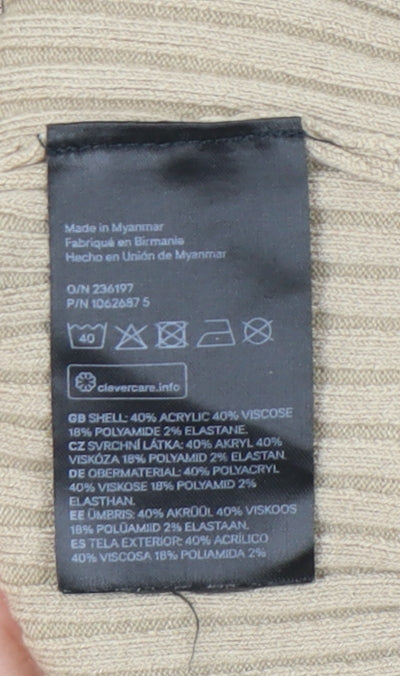 Made in Myanmar
Fabriqué en Birmanie
Hecho en Unión de Myanmar
O/N 236197
P/N 1062687 5
40
clevercare.info
GB SHELL: 40% ACRYLIC 40% VISCOSE
18% POLYAMIDE 2% ELASTANE.
CZ SVRCHNÍ LÁTKA: 40% AKRYL 40%
VISKÓZA 18% POLYAMID 2% ELASTAN.
DE OBERMATERIAL: 40% POLYACRYL
40% VISKOSE 18% POLYAMID 2%
ELASTHAN.
EE ÜMBRIS: 40% AKRÜÜL 40% VISKOOS
18% POLÜAMIID 2% ELASTAAN.
ES TELA EXTERIOR: 40% ACRÍLICO
40% VISCOSA 18% POLIAMIDA 2%